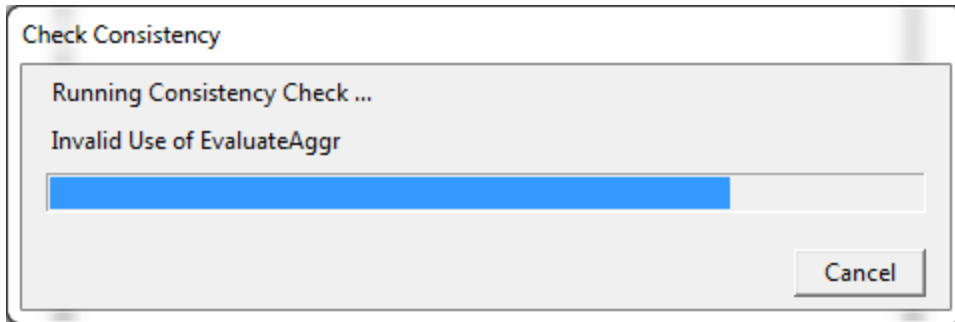 Check Consistency
Running Consistency Check ...
Invalid Use of EvaluateAggr
Cancel